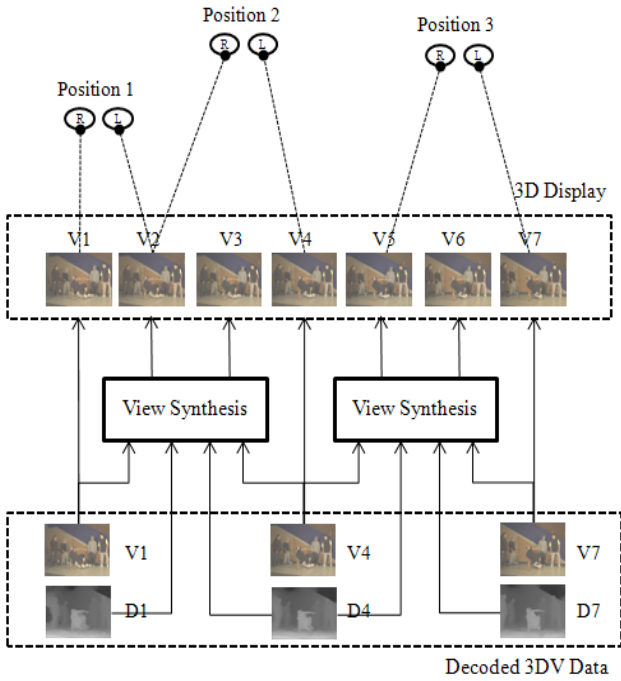 Position 2
Position 3
R L
R L
Position 1
R L
3D Display
V1 V2 V3 V4 V5 V6 V7
View Synthesis View Synthesis
V1 V4 V7
D1 D4 D7
Decoded 3DV Data